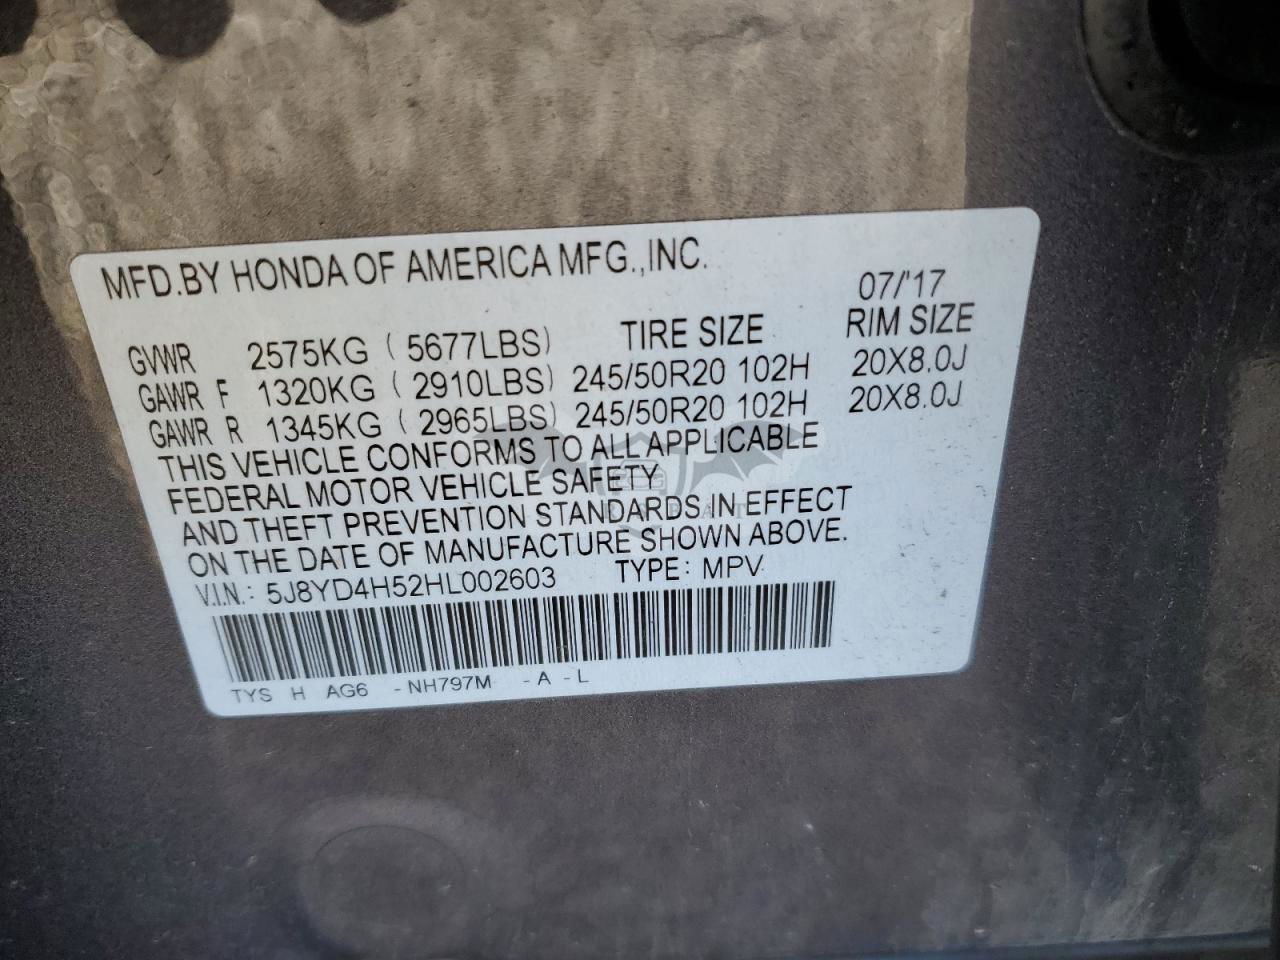 MFD.BY HONDA OF AMERICA MFG.,INC.
07/'17
GVWR 2575KG ( 5677LBS) TIRE SIZE RIM SIZE
GAWR F 1320KG ( 2910LBS) 245/50R20 102H 20X8.0J
GAWR R 1345KG ( 2965LBS) 245/50R20 102H 20X8.0J
THIS VEHICLE CONFORMS TO ALL APPLICABLE
FEDERAL MOTOR VEHICLE SAFETY
AND THEFT PREVENTION STANDARDS IN EFFECT
ON THE DATE OF MANUFACTURE SHOWN ABOVE.
V.I.N.: 5J8YD4H52HL002603 TYPE: MPV
TYS H AG6 -NH797M -A -L